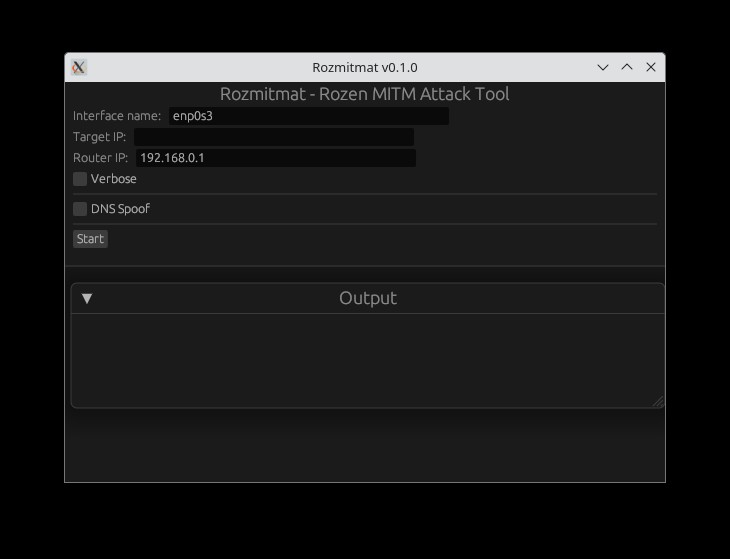 Rozmitmat v0.1.0
Rozmitmat - Rozen MITM Attack Tool
Interface name: enp0s3
Target IP:
Router IP: 192.168.0.1
Verbose
DNS Spoof
Start
Output